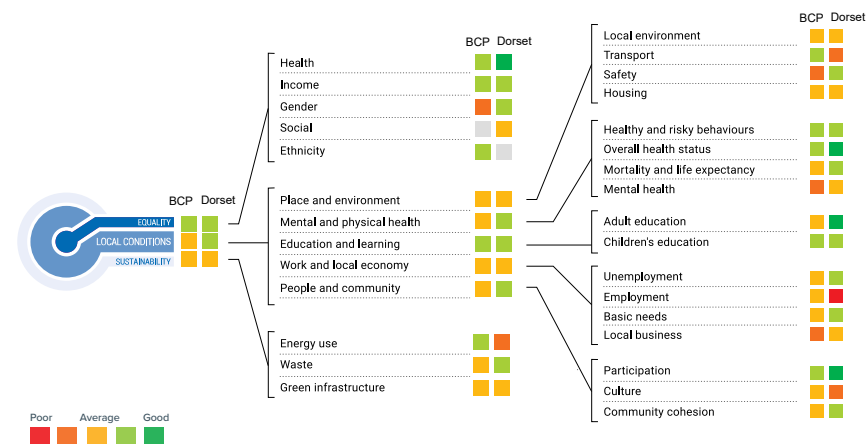 BCP Dorset
Local environment
Transport
Safety
Housing
BCP Dorset
Health
Income
Gender
Social
Ethnicity
Healthy and risky behaviours
Overall health status
Mortality and life expectancy
Mental health
BCP Dorset
EQUALITY
LOCAL CONDITIONS
SUSTAINABILITY
Place and environment
Mental and physical health
Education and learning
Work and local economy
People and community
Adult education
Children's education
Unemployment
Employment
Basic needs
Local business
Energy use
Waste
Green infrastructure
Participation
Culture
Community cohesion
Poor Average Good